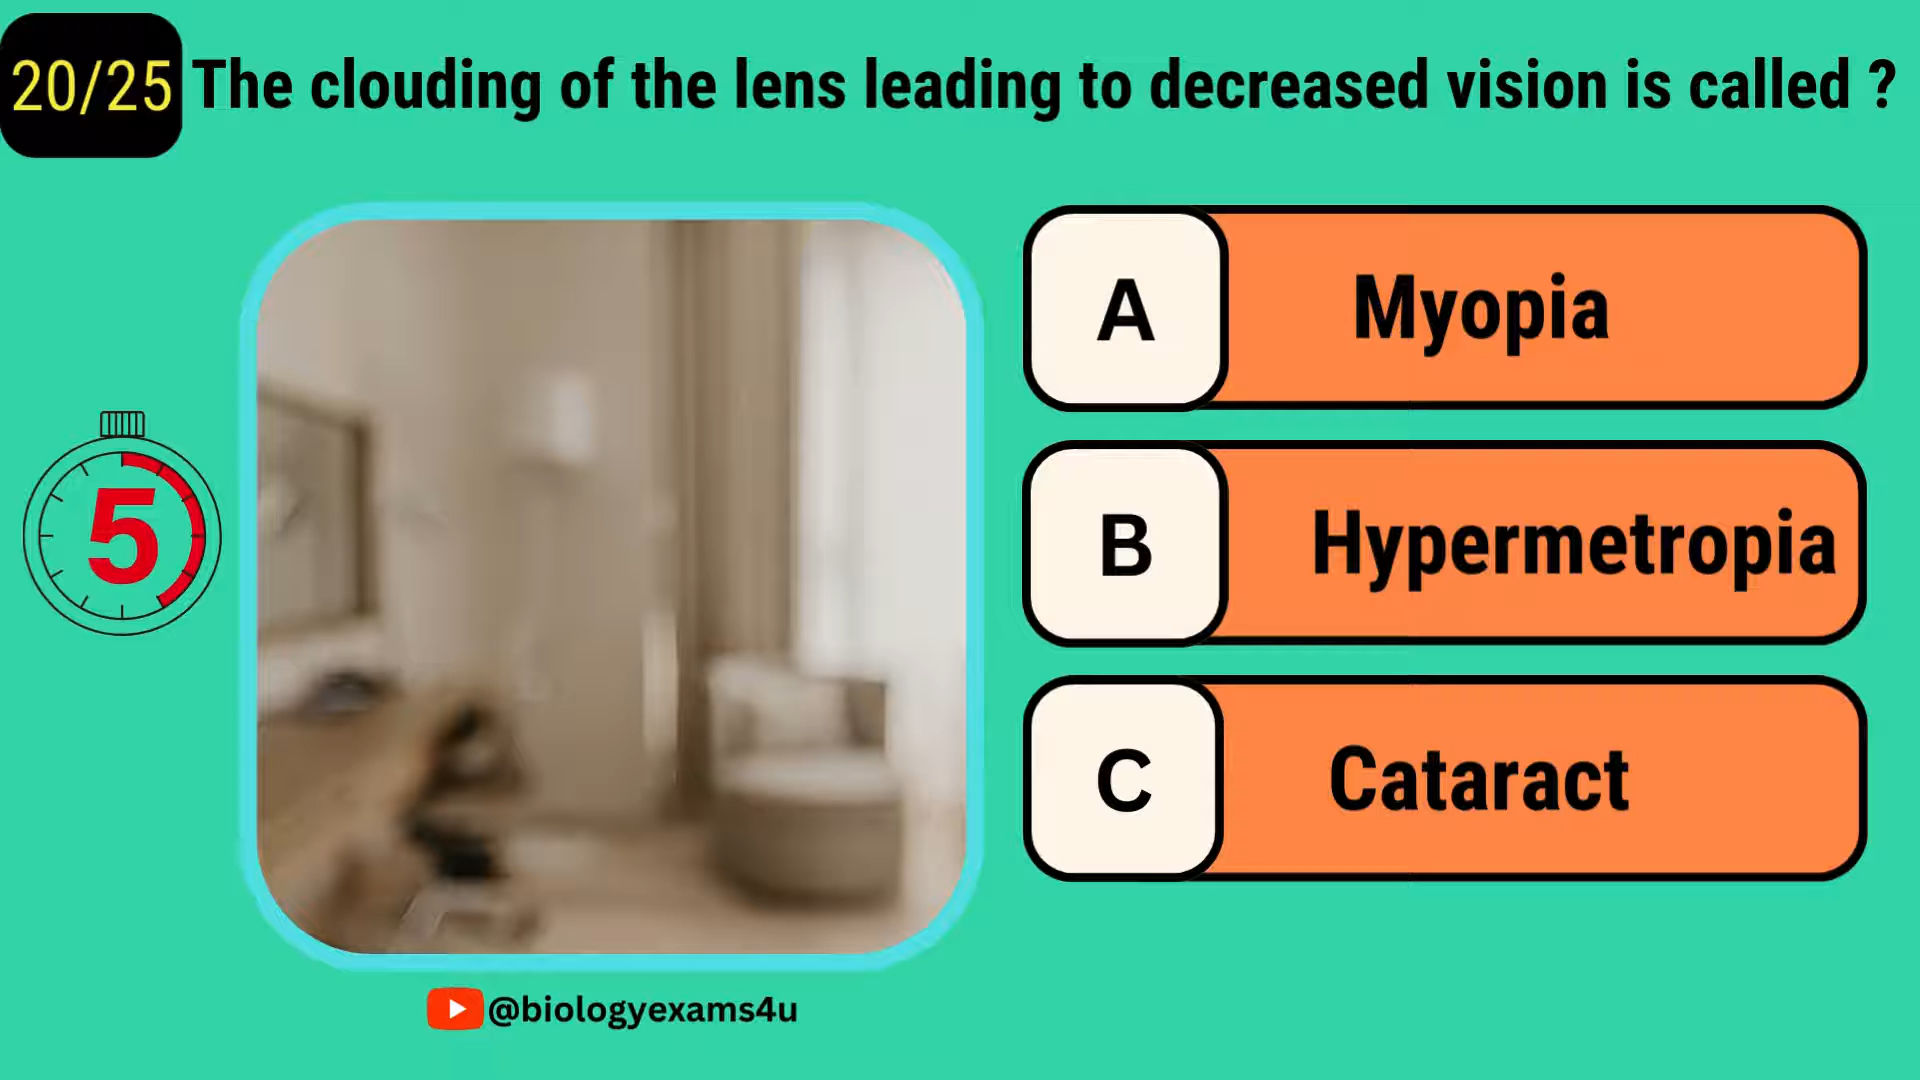 20/25 The clouding of the lens leading to decreased vision is called ?
5
A Myopia
B Hypermetropia
C Cataract
@biologyexams4u